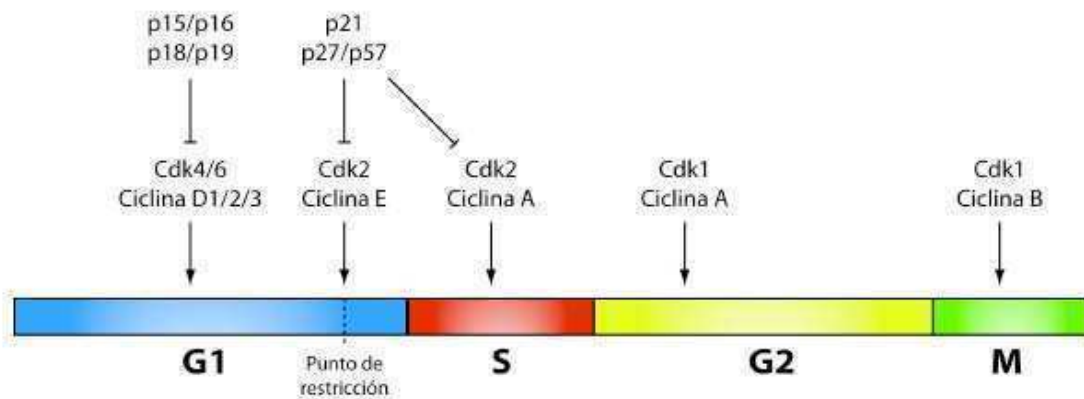 p15/p16
p18/p19
p21
p27/p57
Cdk4/6
Ciclina D1/2/3
Cdk2
Ciclina E
Cdk2
Ciclina A
Cdk1
Ciclina A
Cdk1
Ciclina B
G1
Punto de
restricción
S
G2
M